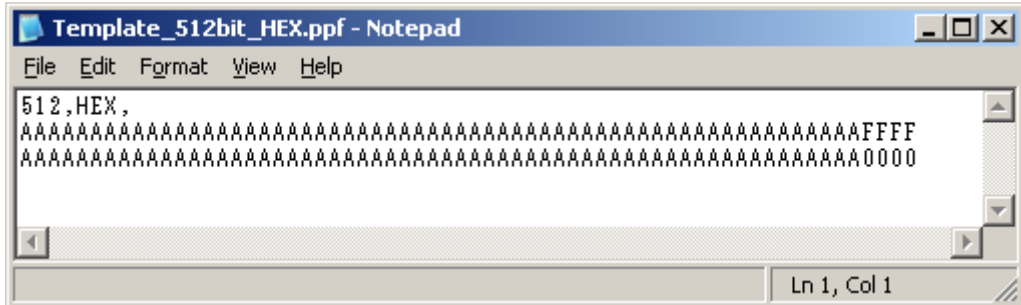 Template_512bit_HEX.ppf - Notepad
File Edit Format View Help
512,HEX,
AAAAAAAAAAAAAAAAAAAAAAAAAAAAAAAAAAAAAAAAAAAAAAAAAAAAAAAAAAAAFFFF
AAAAAAAAAAAAAAAAAAAAAAAAAAAAAAAAAAAAAAAAAAAAAAAAAAAAAAAAAAAA0000
Ln 1, Col 1